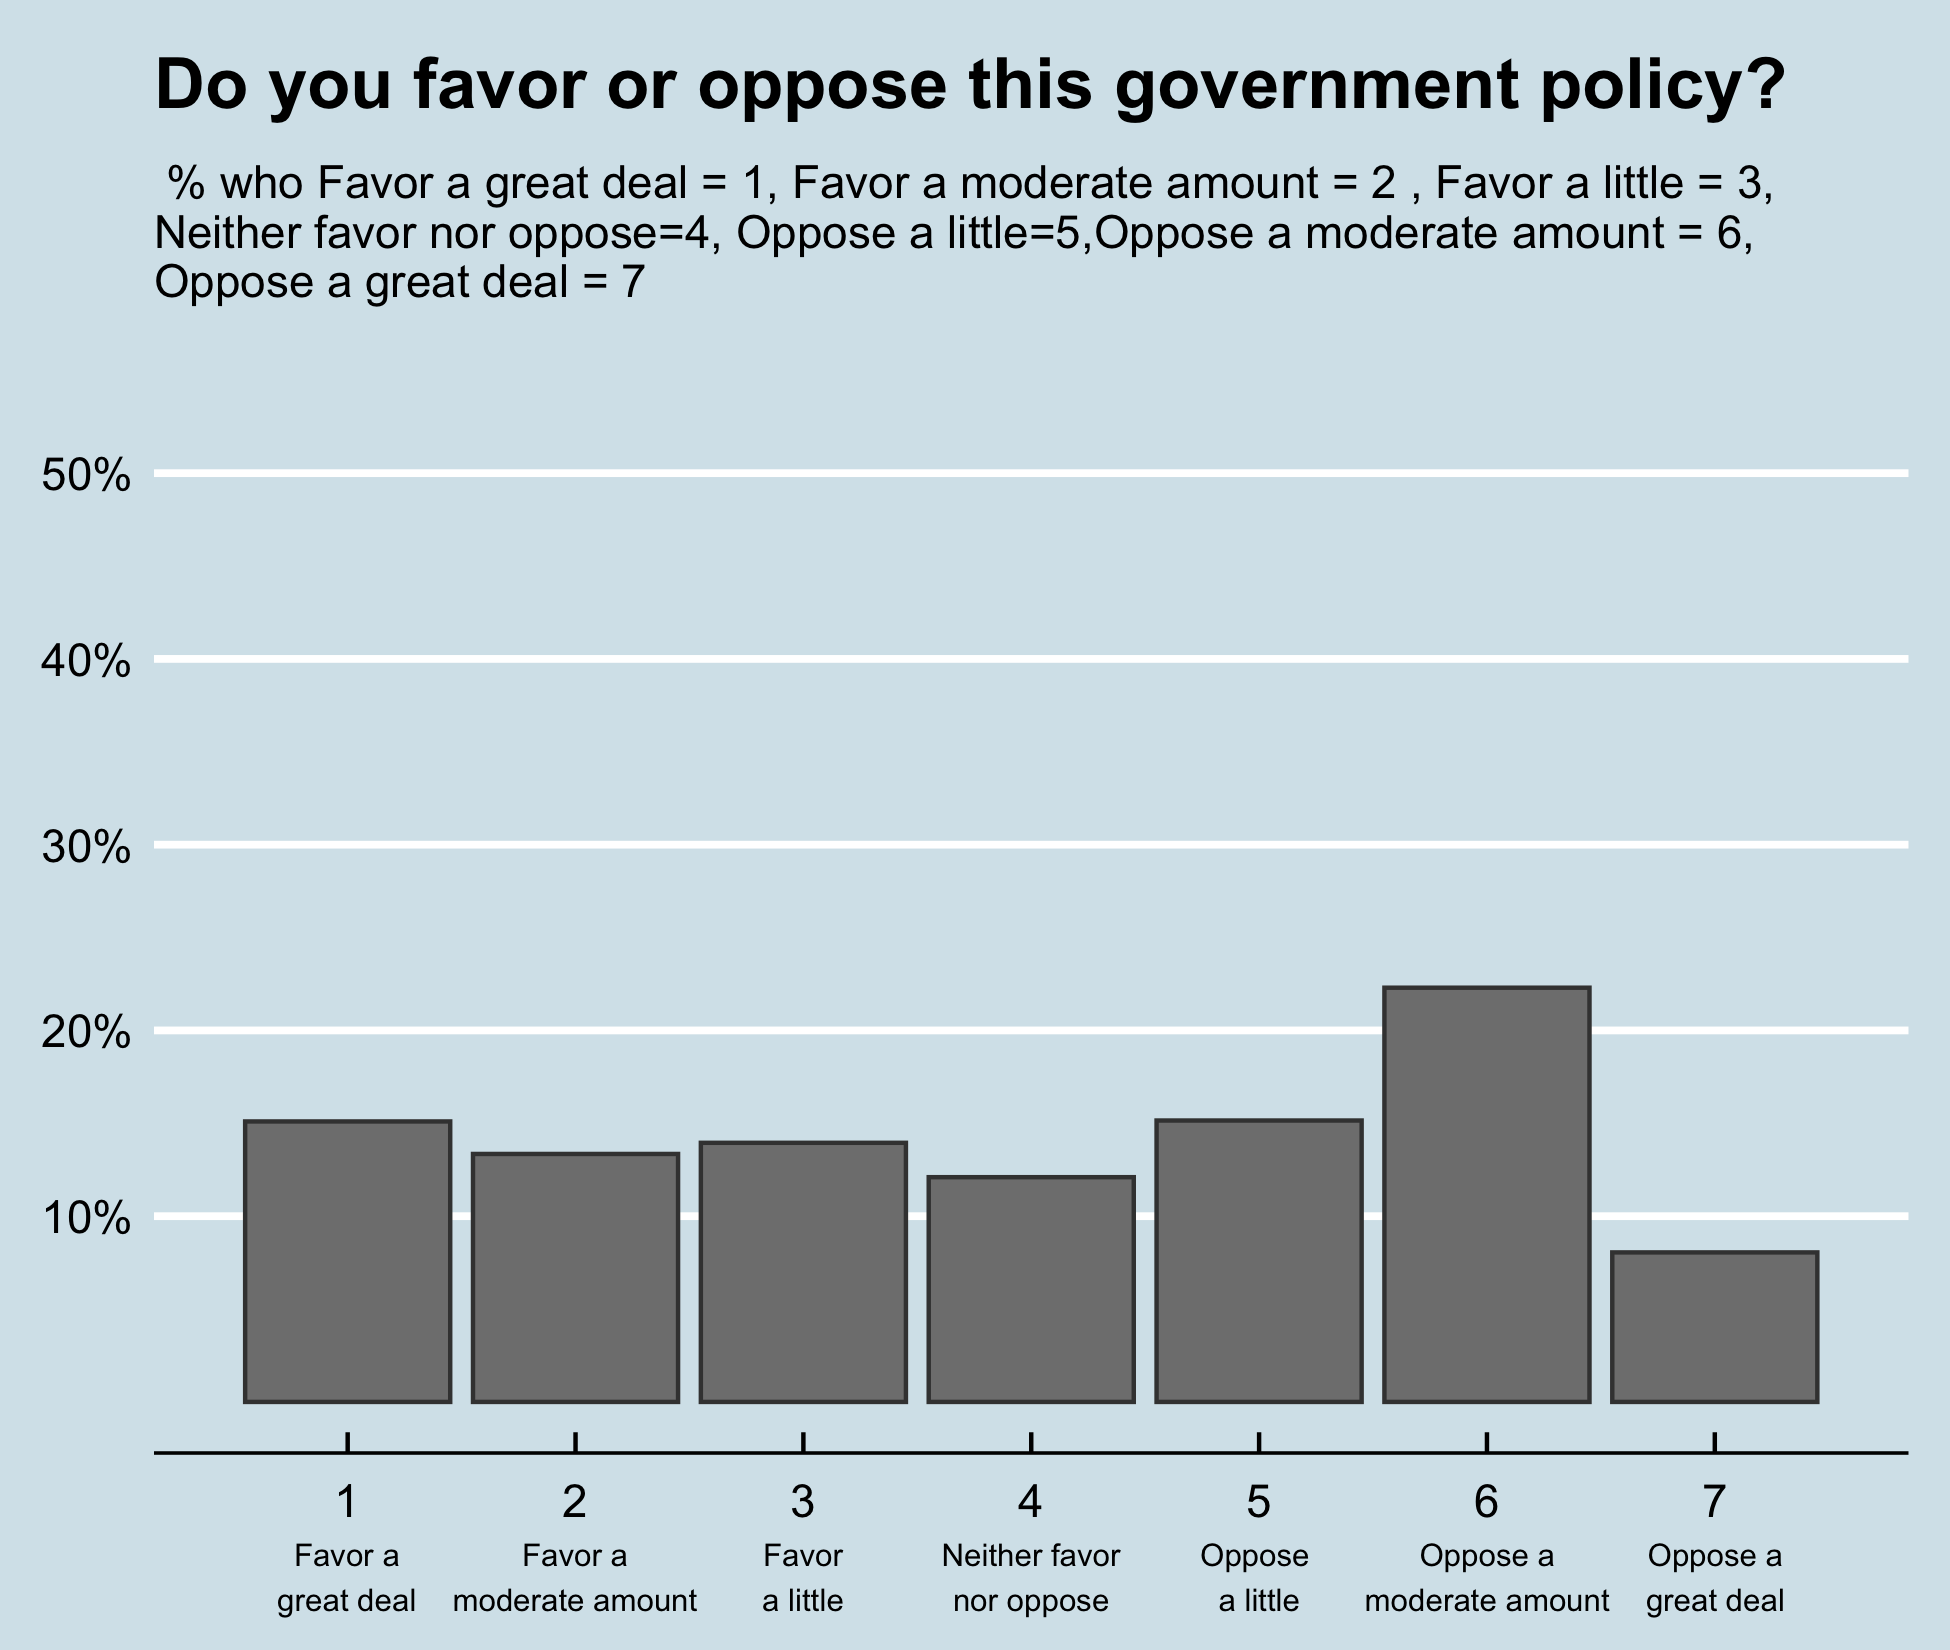 Do you favor or oppose this government policy?
% who Favor a great deal = 1, Favor a moderate amount = 2 , Favor a little = 3,
Neither favor nor oppose=4, Oppose a little=5,Oppose a moderate amount = 6,
Oppose a great deal = 7
50%
40%
30%
20%
10%
1 2 3 4 5 6 7
Favor a Favor a Favor Neither favor Oppose Oppose a Oppose a
great deal moderate amount a little nor oppose a little moderate amount great deal